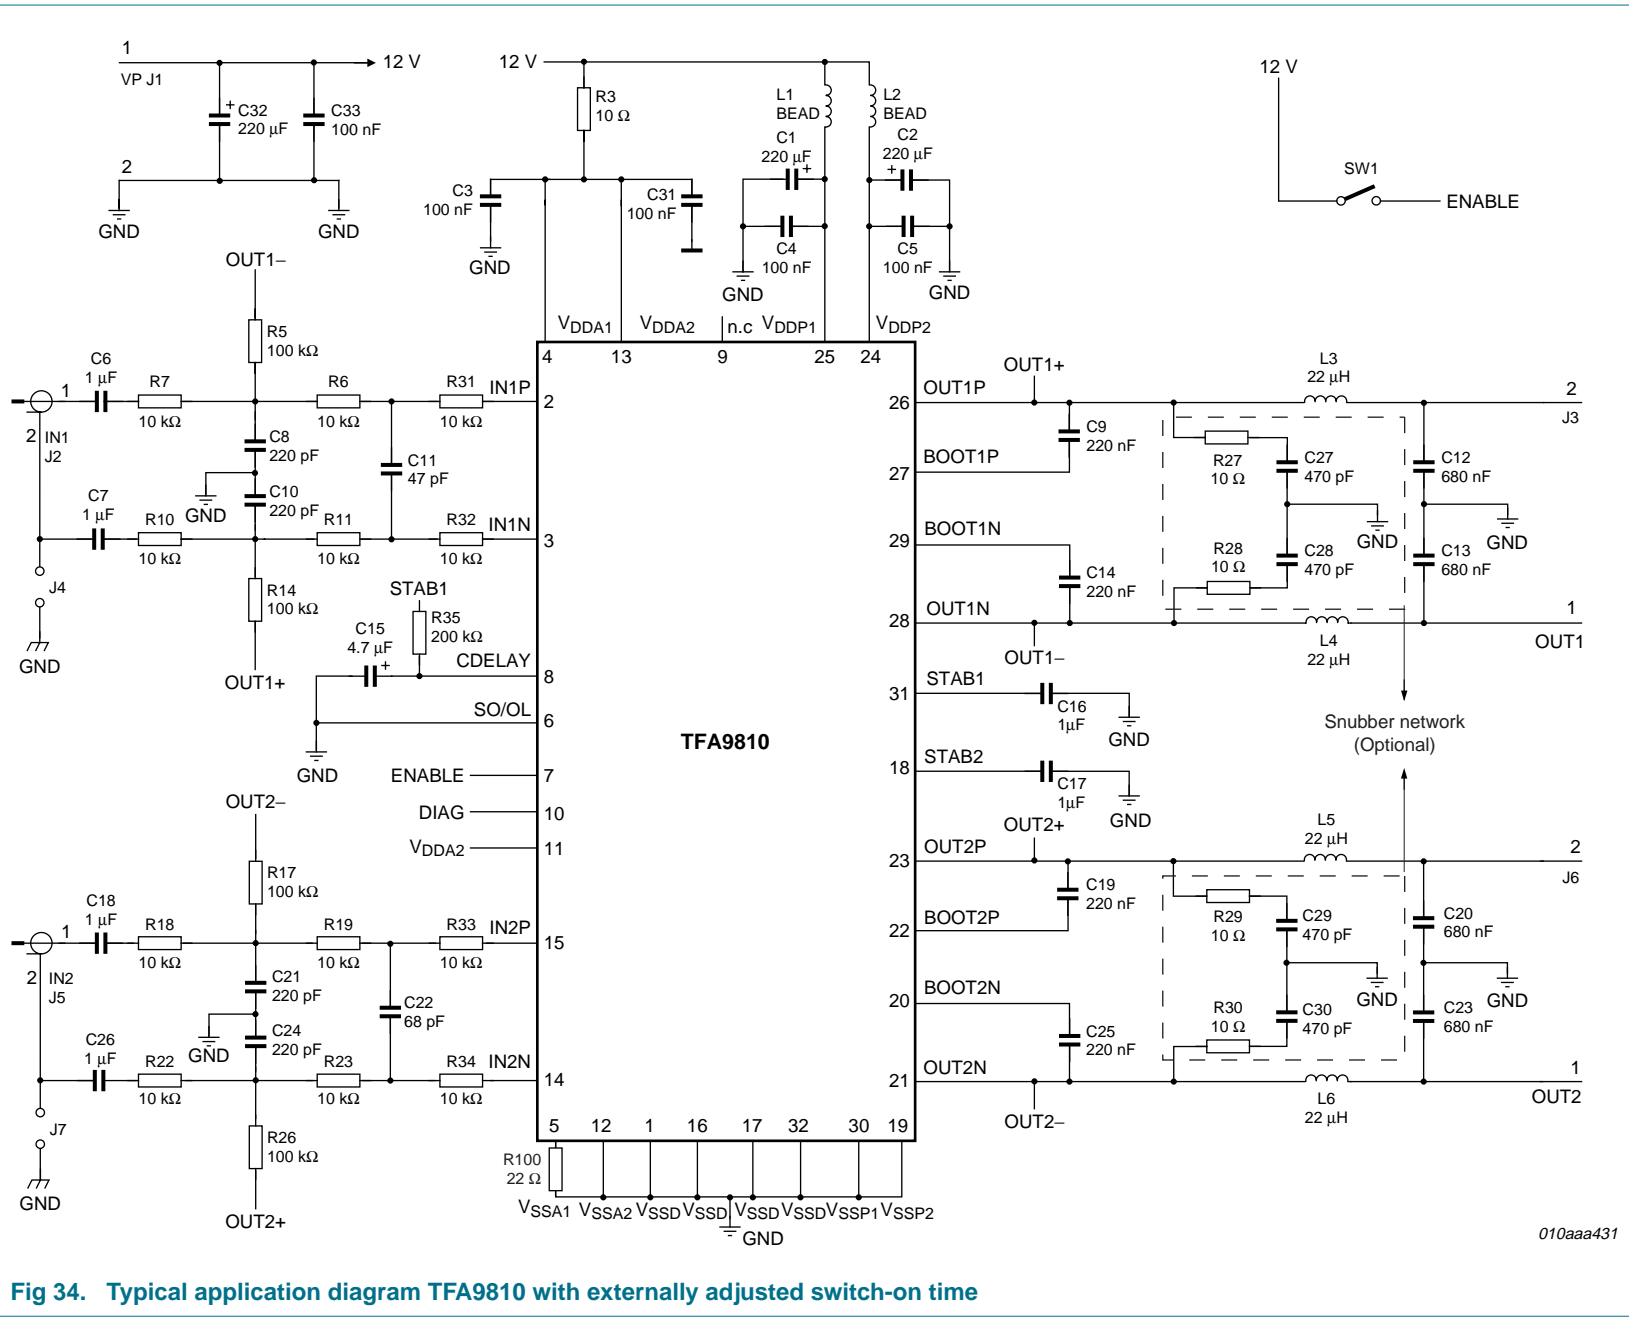 1
VP J1
12 V
C32
220 μF
C33
100 nF
2
GND
GND
12 V
R3
10 Ω
L1
BEAD
L2
BEAD
C1
220 μF
C2
220 μF
C3
100 nF
C31
100 nF
C4
100 nF
C5
100 nF
GND
GND
GND
12 V
SW1
ENABLE
OUT1−
R5
100 kΩ
C6
1 μF
R7
10 kΩ
R6
10 kΩ
R31
10 kΩ
IN1P
1
2 IN1
J2
C8
220 pF
C11
47 pF
GND
C10
220 pF
C7
1 μF
R10
10 kΩ
R11
10 kΩ
R32
10 kΩ
IN1N
J4
GND
R14
100 kΩ
OUT1+
STAB1
R35
200 kΩ
C15
4.7 μF
CDELAY
SO/OL
GND
ENABLE
DIAG
VDDA2
OUT2−
R17
100 kΩ
C18
1 μF
R18
10 kΩ
R19
10 kΩ
R33
10 kΩ
IN2P
1
2 IN2
J5
C21
220 pF
C22
68 pF
GND
C24
220 pF
C26
1 μF
R22
10 kΩ
R23
10 kΩ
R34
10 kΩ
IN2N
J7
GND
R26
100 kΩ
OUT2+
VDDA1
VDDA2
n.c
VDDP1
VDDP2
4 13 9 25 24
2
3
8
6
7
10
11
15
14
TFA9810
26
27
29
28
31
18
23
22
20
21
5 12 1 16 17 32 30 19
R100
22 Ω
VSSA1 VSSA2 VSSD VSSD VSSD VSSD VSSP1 VSSP2
GND
OUT1P
OUT1+
C9
220 nF
BOOT1P
BOOT1N
C14
220 nF
OUT1N
OUT1−
L3
22 μH
2
J3
R27
10 Ω
C27
470 pF
C12
680 nF
GND
GND
R28
10 Ω
C28
470 pF
C13
680 nF
L4
22 μH
1
OUT1
STAB1
C16
1μF
GND
STAB2
C17
1μF
GND
Snubber network
(Optional)
OUT2P
OUT2+
C19
220 nF
BOOT2P
BOOT2N
C25
220 nF
OUT2N
OUT2−
L5
22 μH
2
J6
R29
10 Ω
C29
470 pF
C20
680 nF
GND
GND
R30
10 Ω
C30
470 pF
C23
680 nF
L6
22 μH
1
OUT2
010aaa431
Fig 34. Typical application diagram TFA9810 with externally adjusted switch-on time